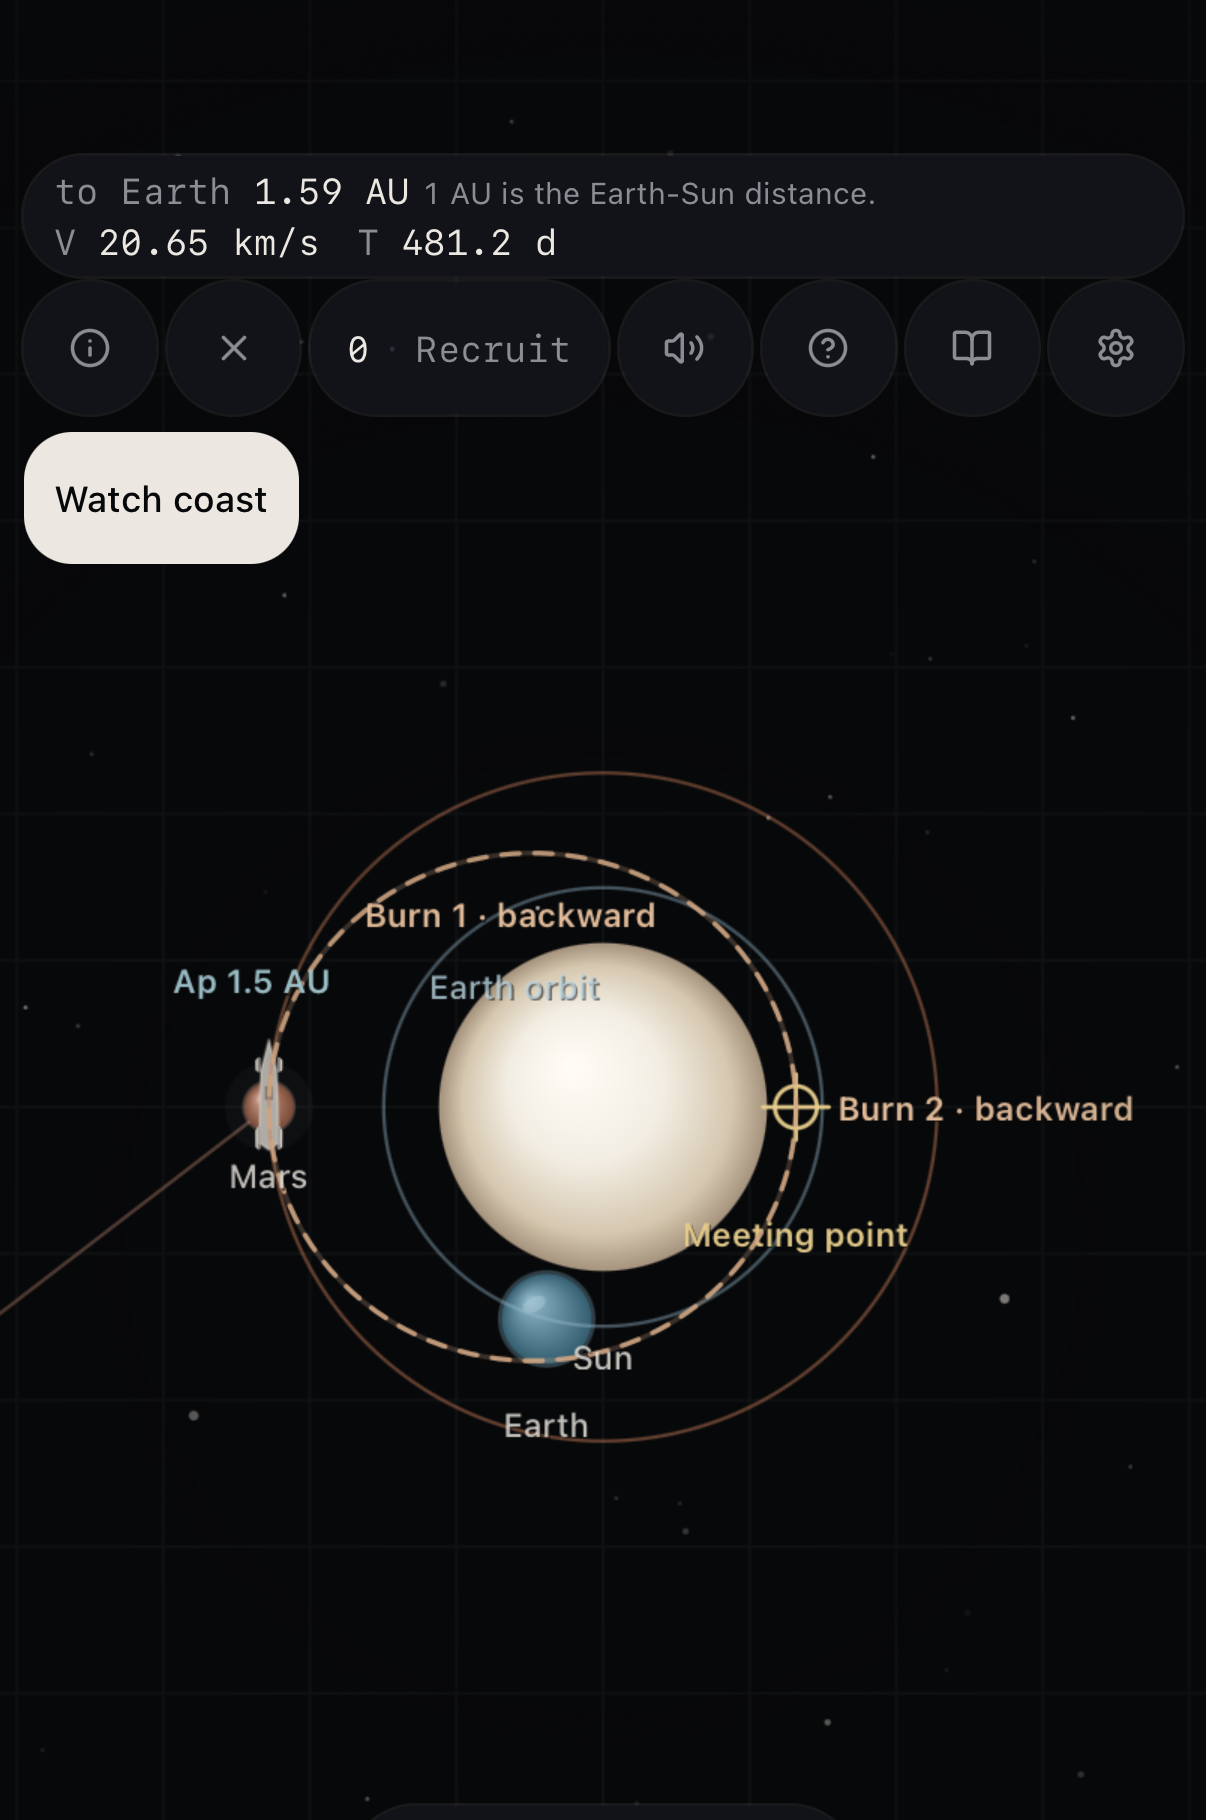 to Earth 1.59 AU 1 AU is the Earth-Sun distance.
V 20.65 km/s T 481.2 d
0 · Recruit
Watch coast
Burn 1 · backward
Ap 1.5 AU
Earth orbit
Burn 2 · backward
Mars
Meeting point
Sun
Earth